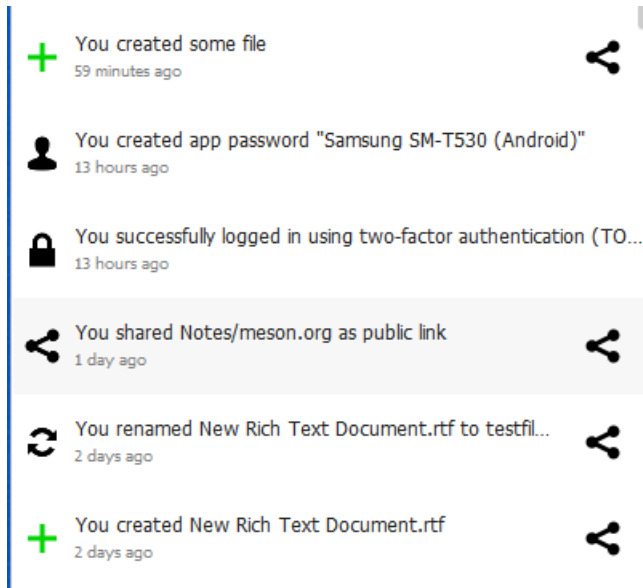 You created some file
59 minutes ago
You created app password "Samsung SM-T530 (Android)"
13 hours ago
You successfully logged in using two-factor authentication (TO...
13 hours ago
You shared Notes/meson.org as public link
1 day ago
You renamed New Rich Text Document.rtf to testfil...
2 days ago
You created New Rich Text Document.rtf
2 days ago